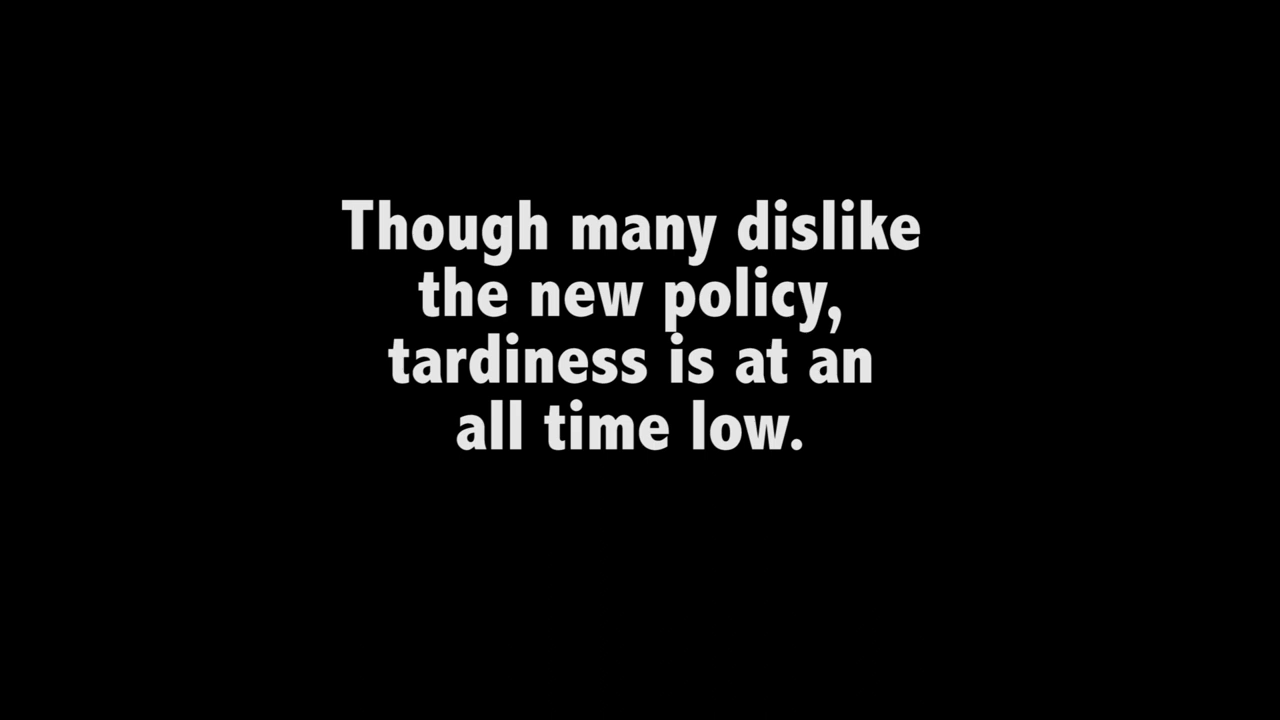 Though many dislike
the new policy,
tardiness is at an
all time low.